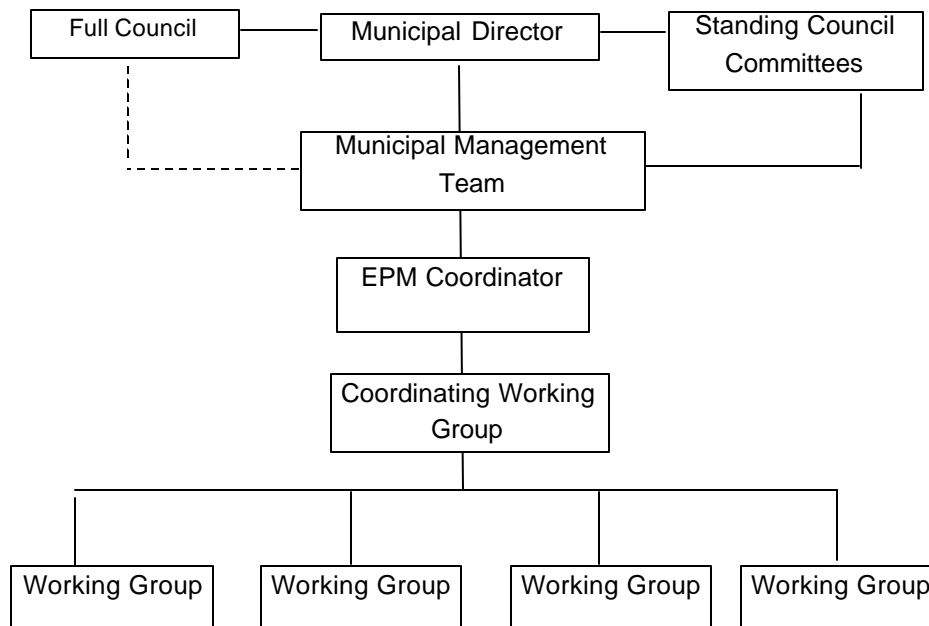 Full Council
Municipal Director
Standing Council
Committees
Municipal Management
Team
EPM Coordinator
Coordinating Working
Group
Working Group
Working Group
Working Group
Working Group